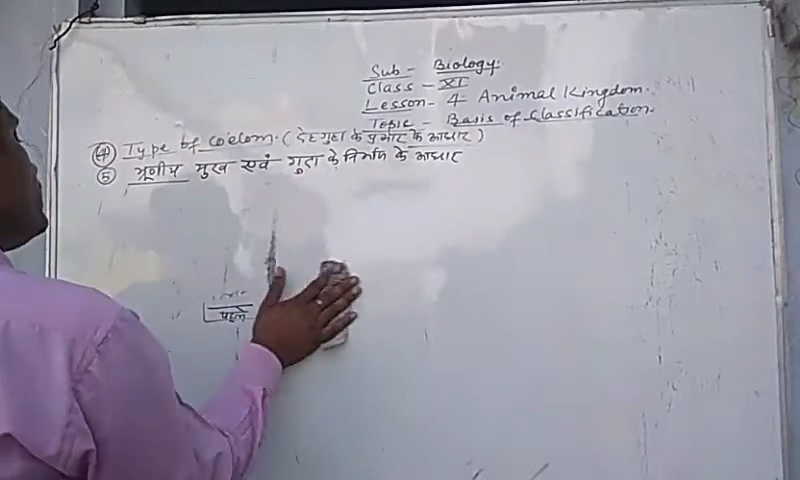 Sub - Biology.
Class - XI
Lesson - 4. Animal Kingdom.
Topic - Basis of Classification.
④ Type of Coelom. (देहगुहा के प्रकार के आधार)
⑤ भ्रूणीय मुख एवं गुदा के निर्माण के आधार
पहले